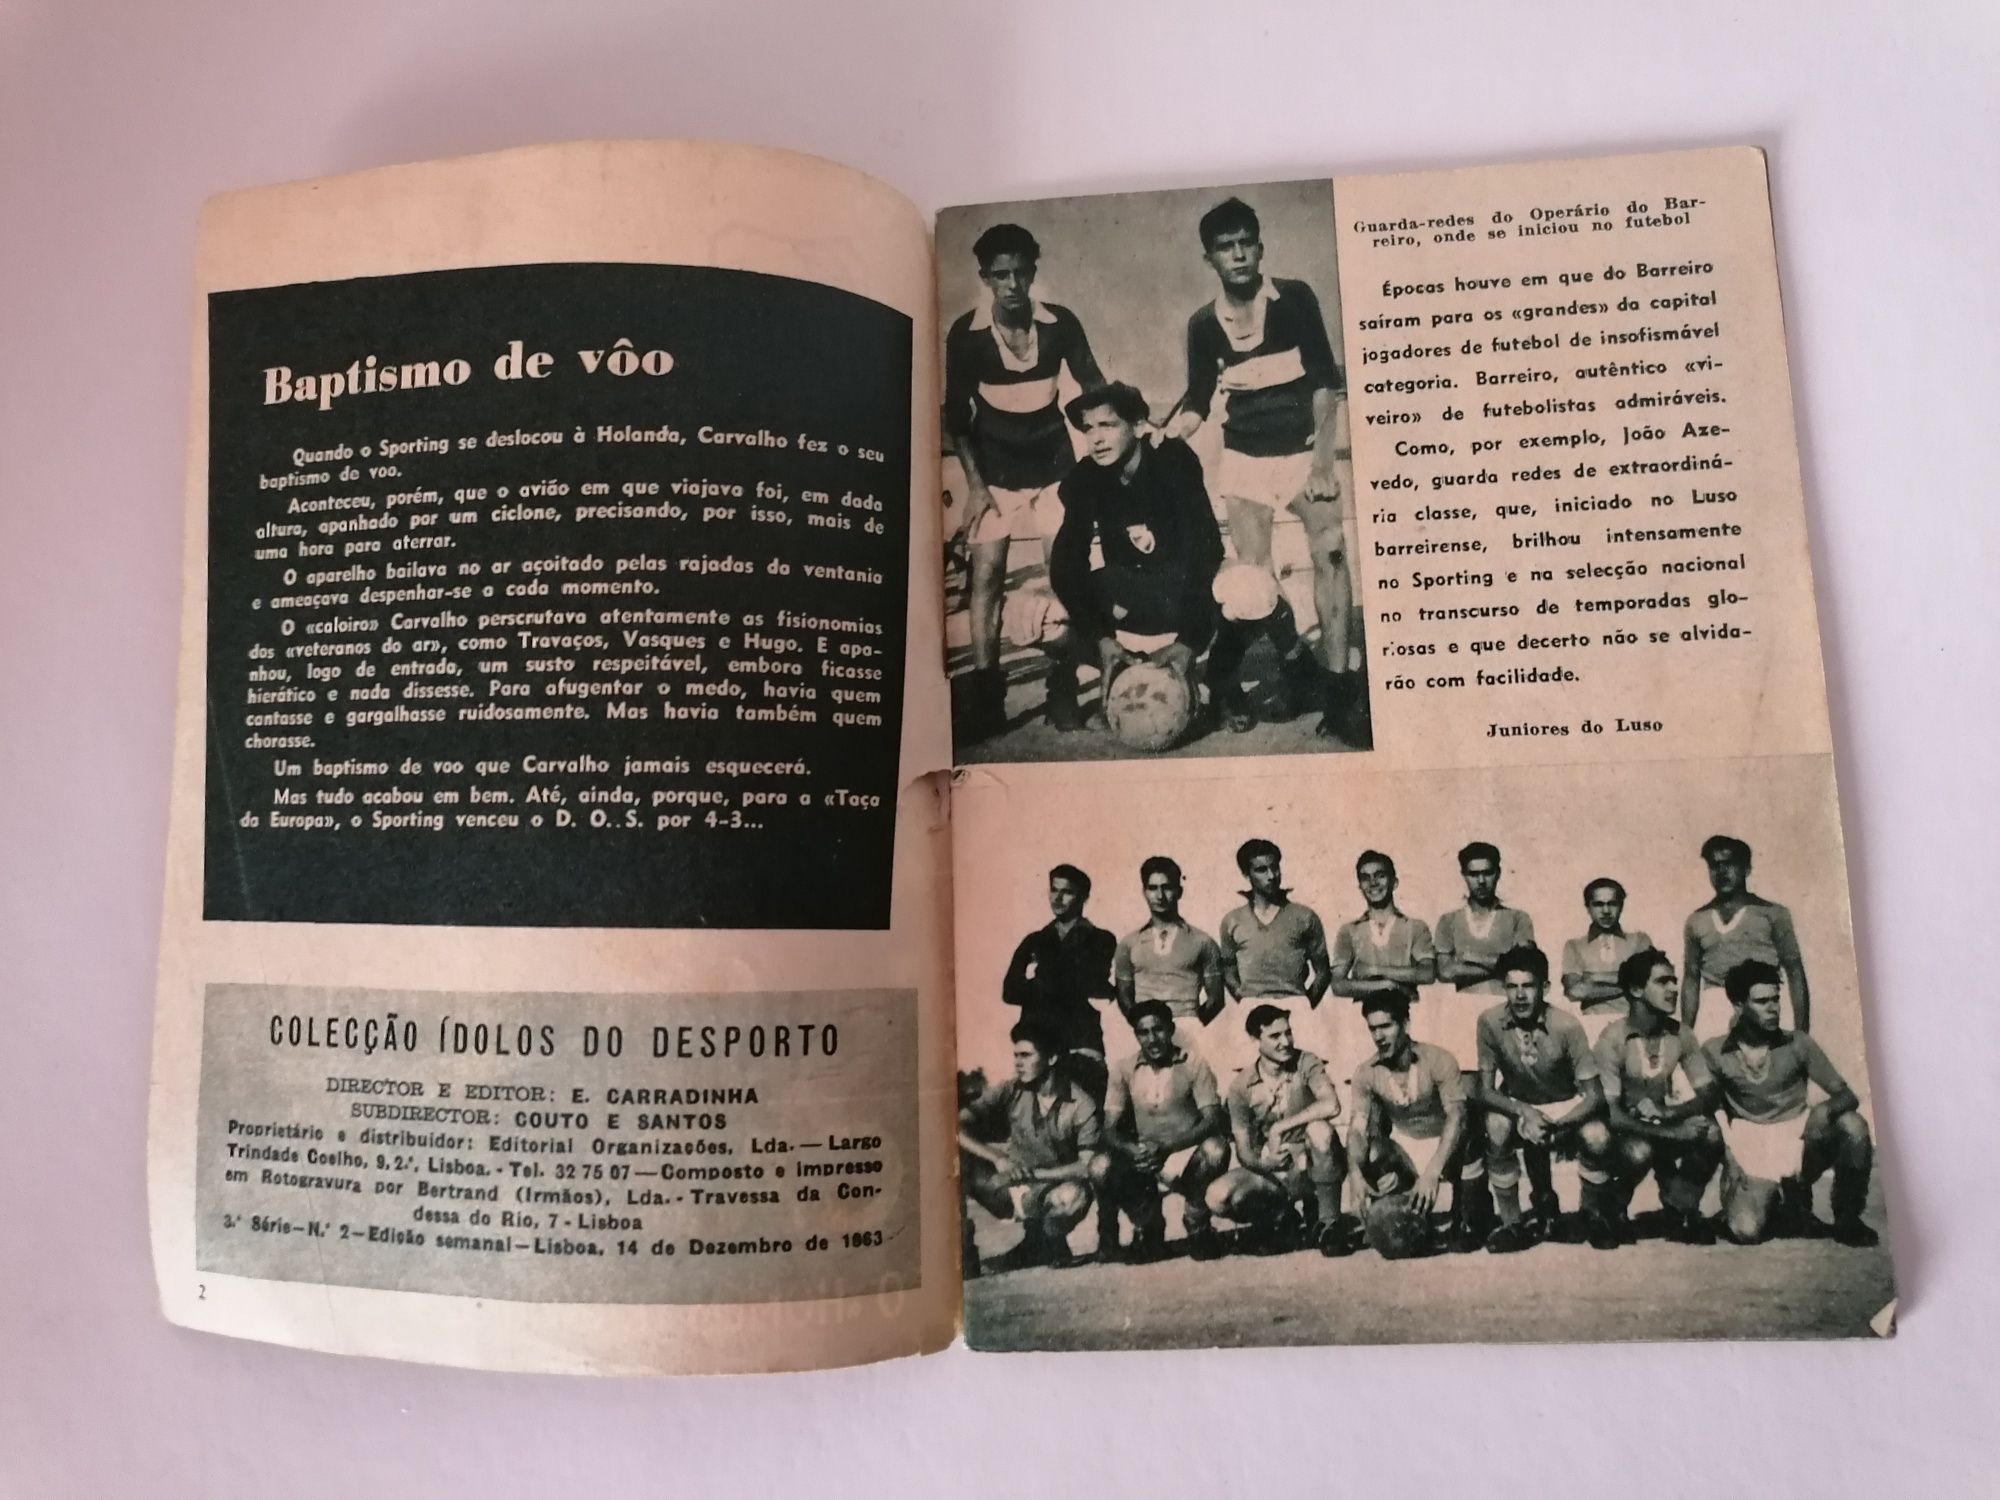 Baptismo de vôo
Quando o Sporting se deslocou à Holanda, Carvalho fez o seu
baptismo de voo.
Aconteceu, porém, que o avião em que viajava foi, em dada
altura, apanhado por um ciclone, precisando, por isso, mais de
uma hora para aterrar.
O aparelho bailava no ar açoitado pelas rajadas da ventania
e ameaçava despenhar-se a cada momento.
O «caloiro» Carvalho perscrutava atentamente as fisionomias
dos «veteranos do ar», como Travaços, Vasques e Hugo. E apa-
nhou, logo de entrada, um susto respeitável, embora ficasse
hierático e nada dissesse. Para afugentar o medo, havia quem
cantasse e gargalhasse ruidosamente. Mas havia também quem
chorasse.
Um baptismo de voo que Carvalho jamais esquecerá.
Mas tudo acabou em bem. Até, ainda, porque, para a «Taça
da Europa», o Sporting venceu o D. O. S. por 4-3...
COLECÇÃO ÍDOLOS DO DESPORTO
DIRECTOR E EDITOR: E. CARRADINHA
SUBDIRECTOR: COUTO E SANTOS
Proprietário e distribuidor: Editorial Organizações, Lda. — Largo
Trindade Coelho, 9, 2.º, Lisboa. - Tel. 32 75 07 — Composto e impresso
em Rotogravura por Bertrand (Irmãos), Lda. - Travessa da Con-
dessa do Rio, 7 - Lisboa
3.ª Série — N.º 2 — Edição semanal — Lisboa, 14 de Dezembro de 1963
2
Guarda-redes do Operário do Bar-
reiro, onde se iniciou no futebol
Épocas houve em que do Barreiro
saíram para os «grandes» da capital
jogadores de futebol de insofismável
categoria. Barreiro, autêntico «vi-
veiro» de futebolistas admiráveis.
Como, por exemplo, João Aze-
vedo, guarda redes de extraordiná-
ria classe, que, iniciado no Luso
barreirense, brilhou intensamente
no Sporting e na selecção nacional
no transcurso de temporadas glo-
riosas e que decerto não se alvida-
rão com facilidade.
Juniores do Luso